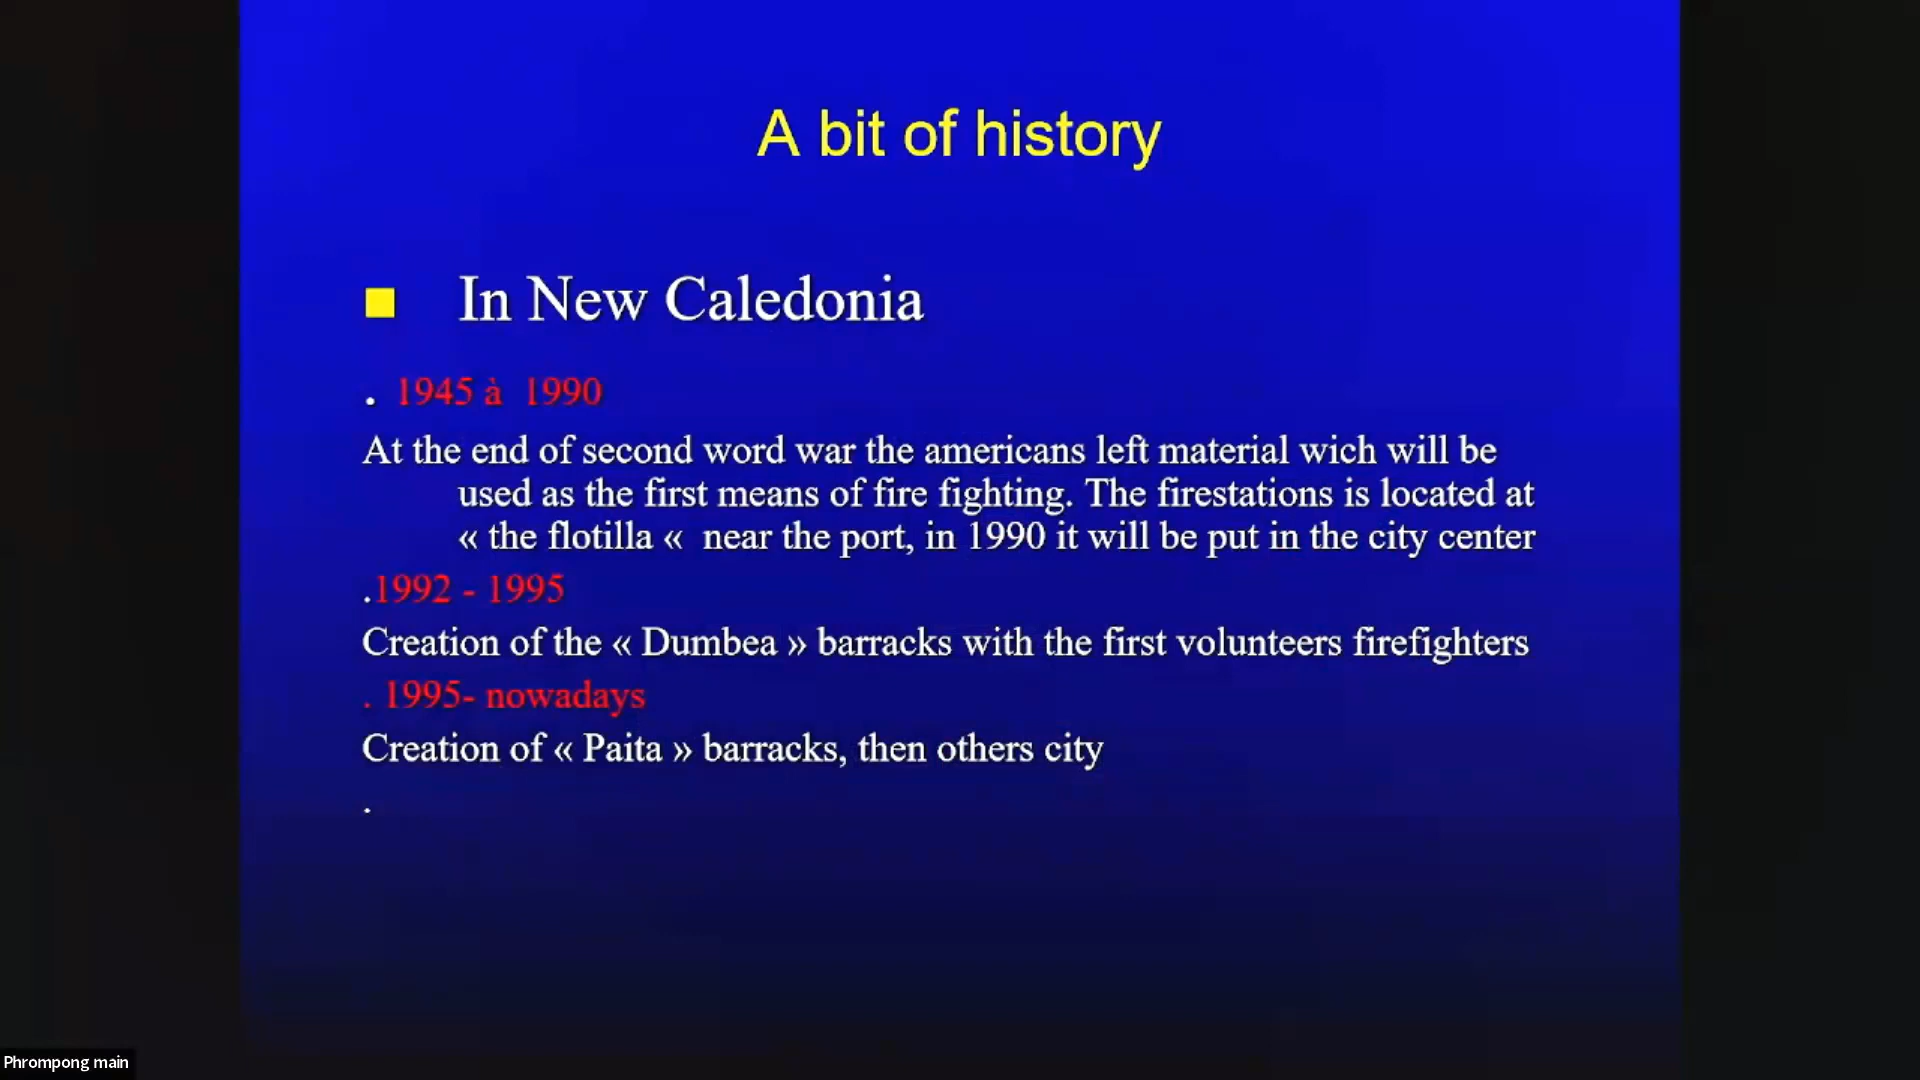 A bit of history
In New Caledonia
. 1945 à 1990
At the end of second word war the americans left material wich will be
used as the first means of fire fighting. The firestations is located at
« the flotilla « near the port, in 1990 it will be put in the city center
.1992 - 1995
Creation of the « Dumbea » barracks with the first volunteers firefighters
. 1995- nowadays
Creation of « Paita » barracks, then others city
.
Phrompong main